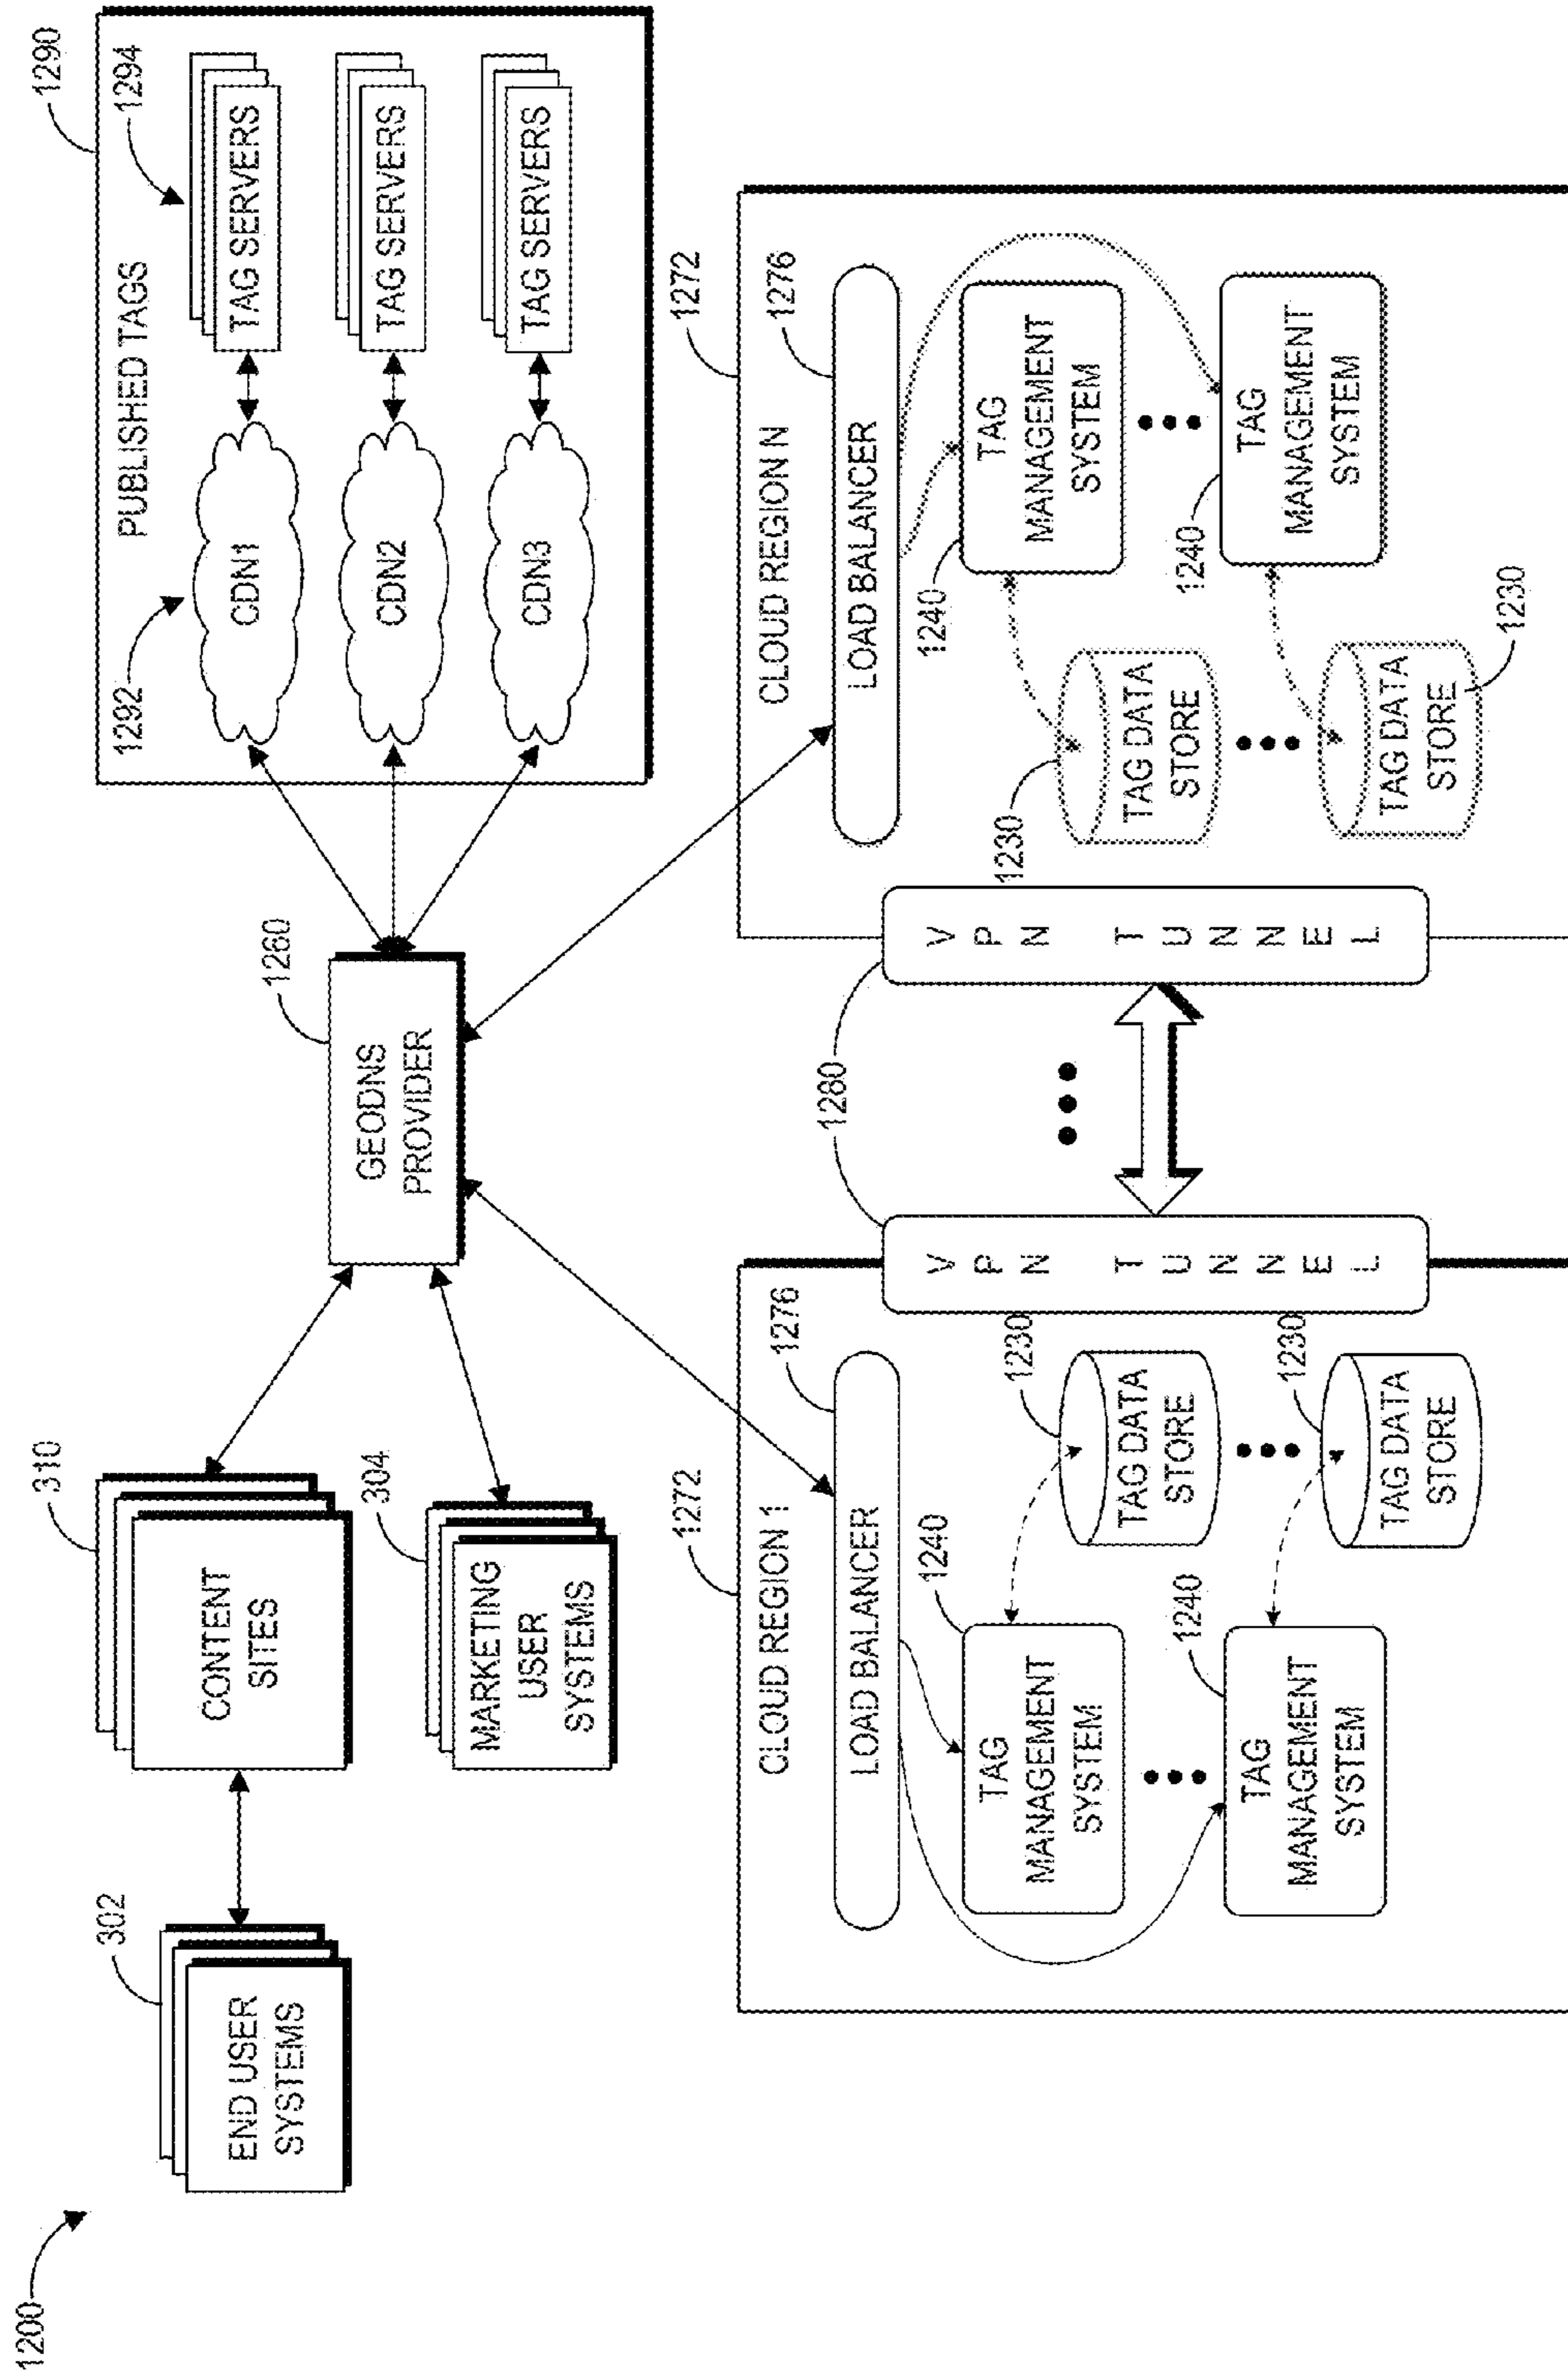 1200
302
END USER
SYSTEMS
310
CONTENT
SITES
304
MARKETING
USER
SYSTEMS
1260
GEODNS
PROVIDER
1290
PUBLISHED TAGS
1292
1294
CDN1
TAG SERVERS
CDN2
TAG SERVERS
CDN3
TAG SERVERS
1272
CLOUD REGION 1
1276
LOAD BALANCER
1240
TAG
MANAGEMENT
SYSTEM
1230
TAG DATA
STORE
1240
TAG
MANAGEMENT
SYSTEM
1230
TAG DATA
STORE
1280
VPN TUNNEL
VPN TUNNEL
1272
CLOUD REGION N
1276
LOAD BALANCER
1230
TAG DATA
STORE
1240
TAG
MANAGEMENT
SYSTEM
1230
TAG DATA
STORE
1240
TAG
MANAGEMENT
SYSTEM